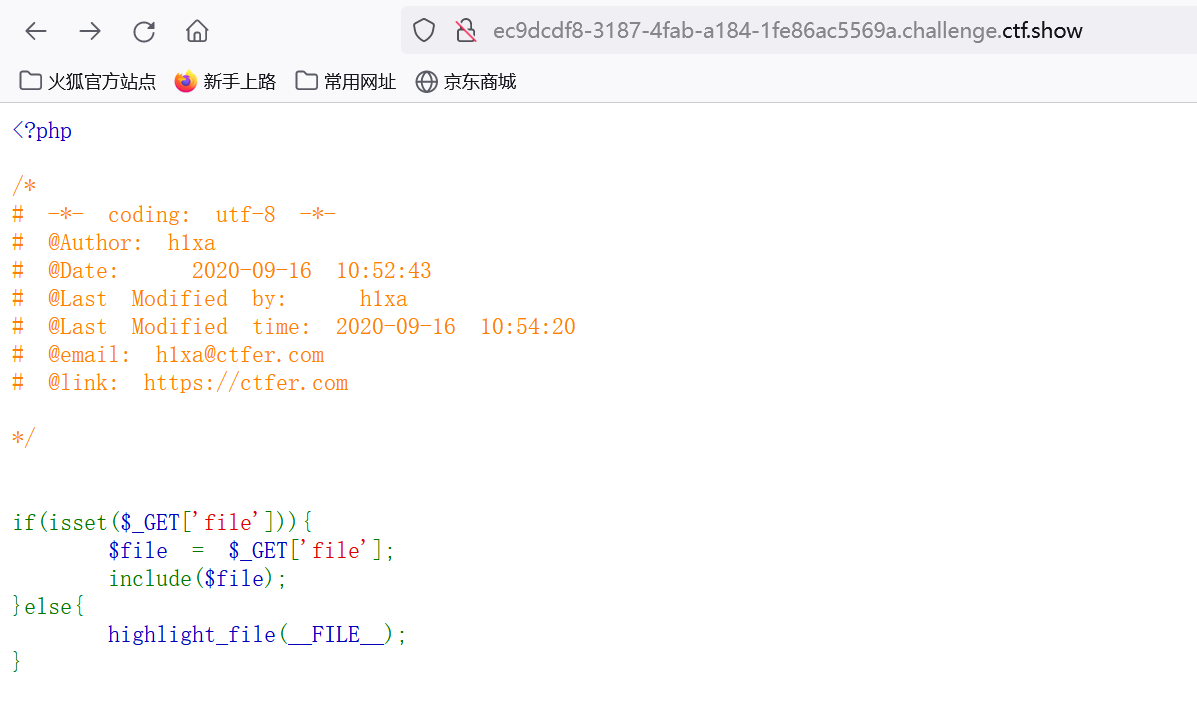 ec9dcdf8-3187-4fab-a184-1fe86ac5569a.challenge.ctf.show
火狐官方站点 新手上路 常用网址 京东商城
<?php
/*
# -*- coding: utf-8 -*-
# @Author: h1xa
# @Date:   2020-09-16 10:52:43
# @Last Modified by:   h1xa
# @Last Modified time: 2020-09-16 10:54:20
# @email: h1xa@ctfer.com
# @link: https://ctfer.com
*/
if(isset($_GET['file'])){
    $file = $_GET['file'];
    include($file);
}else{
    highlight_file(__FILE__);
}